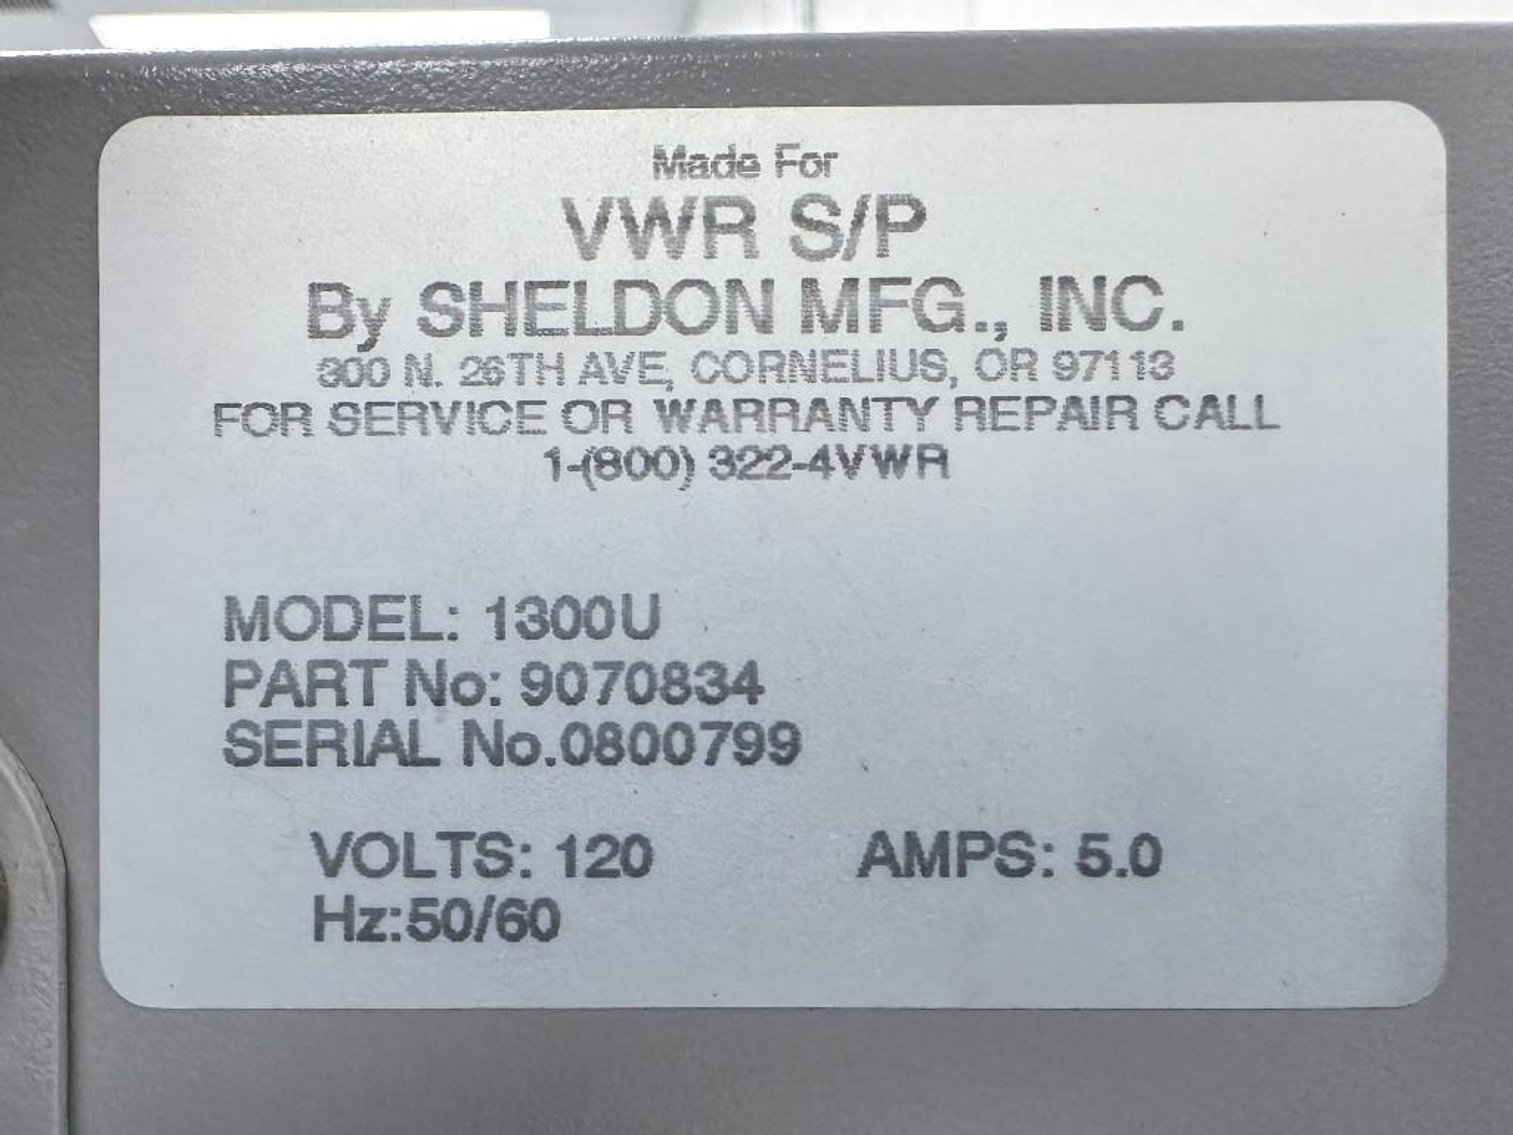 Made For
VWR S/P
By SHELDON MFG., INC.
300 N. 26TH AVE, CORNELIUS, OR 97113
FOR SERVICE OR WARRANTY REPAIR CALL
1-(800) 322-4VWR
MODEL: 1300U
PART No: 9070834
SERIAL No.0800799
VOLTS: 120 AMPS: 5.0
Hz:50/60